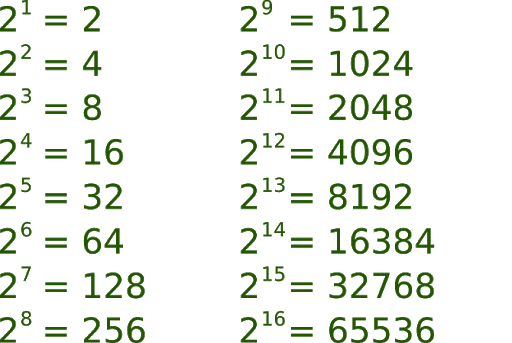 2¹ = 2
2² = 4
2³ = 8
2⁴ = 16
2⁵ = 32
2⁶ = 64
2⁷ = 128
2⁸ = 256
2⁹ = 512
2¹⁰ = 1024
2¹¹ = 2048
2¹² = 4096
2¹³ = 8192
2¹⁴ = 16384
2¹⁵ = 32768
2¹⁶ = 65536